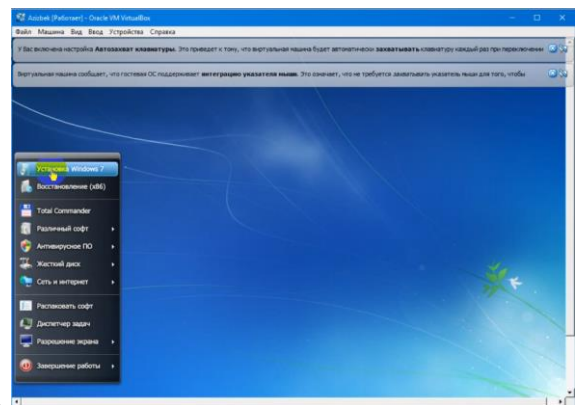 Azizbek [Работает] - Oracle VM VirtualBox
Файл Машина Вид Ввод Устройства Справка
У Вас включена настройка Автозахват клавиатуры. Это приведет к тому, что виртуальная машина будет автоматически захватывать клавиатуру каждый раз при переключении
Виртуальная машина сообщает, что гостевая ОС поддерживает интеграцию указателя мыши. Это означает, что не требуется захватывать указатель мыши для того, чтобы
Установка Windows 7
Восстановление (x86)
Total Commander
Различный софт
Антивирусное ПО
Жесткий диск
Сеть и интернет
Распаковать софт
Диспетчер задач
Разрешение экрана
Завершение работы